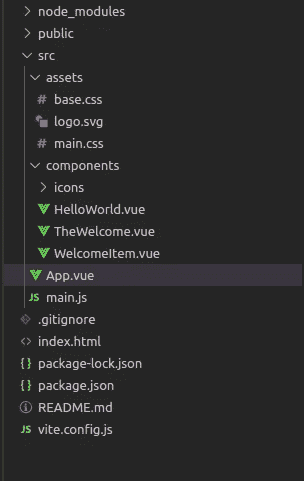 node_modules
public
src
assets
base.css
logo.svg
main.css
components
icons
HelloWorld.vue
TheWelcome.vue
WelcomeItem.vue
App.vue
JS main.js
.gitignore
index.html
package-lock.json
package.json
README.md
JS vite.config.js